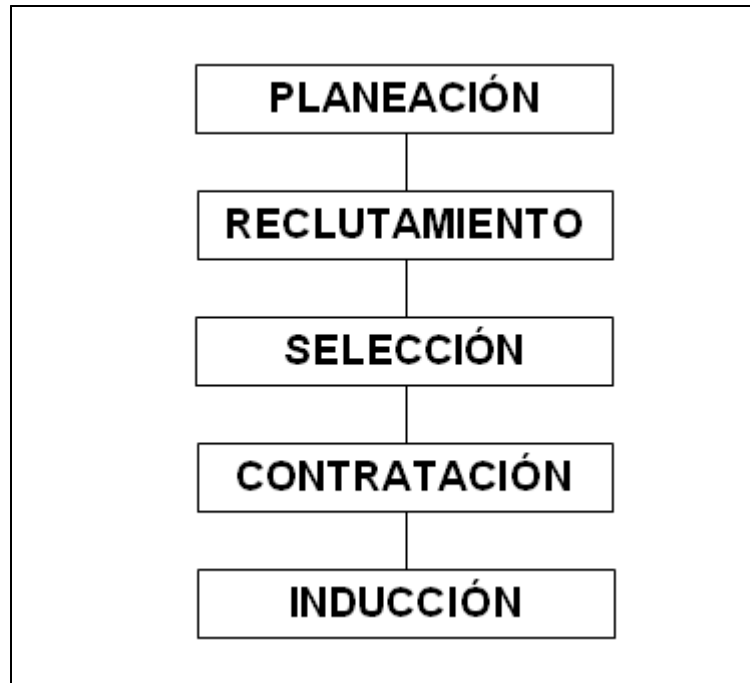 PLANEACIÓN
RECLUTAMIENTO
SELECCIÓN
CONTRATACIÓN
INDUCCIÓN